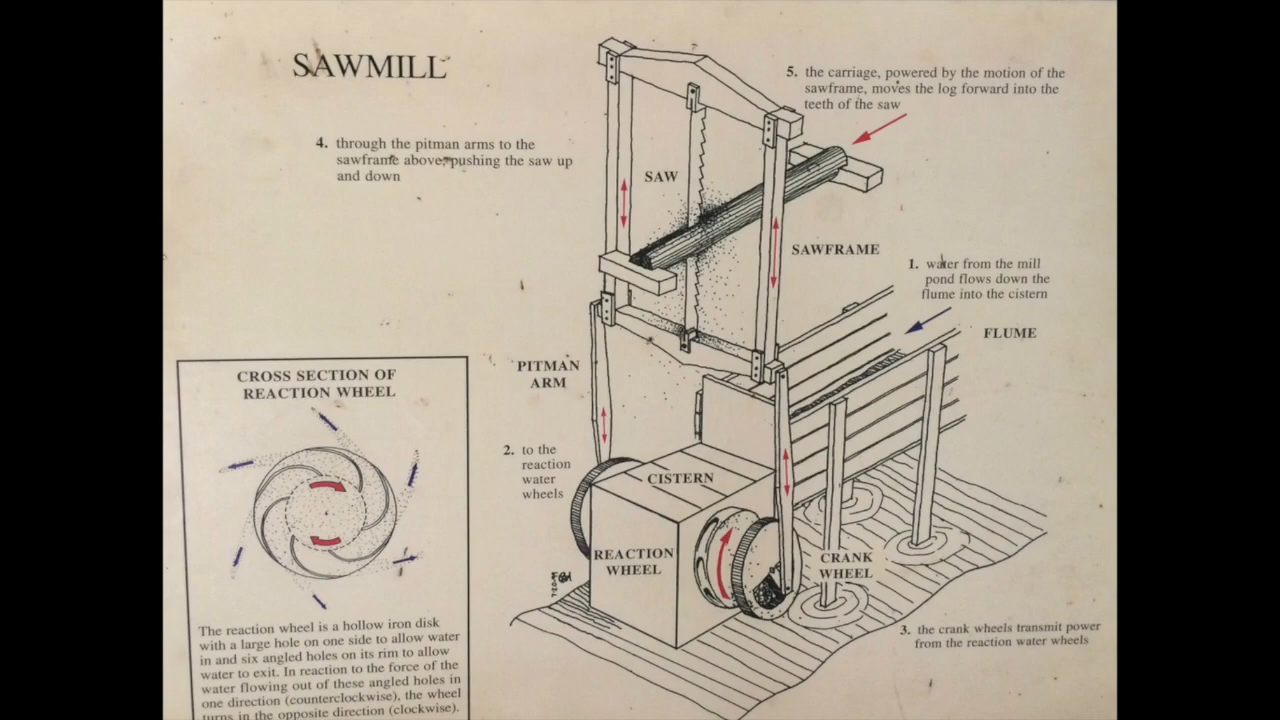 SAWMILL
5. the carriage, powered by the motion of the
sawframe, moves the log forward into the
teeth of the saw
4. through the pitman arms to the
sawframe above, pushing the saw up
and down
SAW
SAWFRAME
1. water from the mill
pond flows down the
flume into the cistern
FLUME
PITMAN
ARM
2. to the
reaction
water
wheels
CISTERN
REACTION
WHEEL
CRANK
WHEEL
3. the crank wheels transmit power
from the reaction water wheels
CROSS SECTION OF
REACTION WHEEL
The reaction wheel is a hollow iron disk
with a large hole on one side to allow water
in and six angled holes on its rim to allow
water to exit. In reaction to the force of the
water flowing out of these angled holes in
one direction (counterclockwise), the wheel
turns in the opposite direction (clockwise).